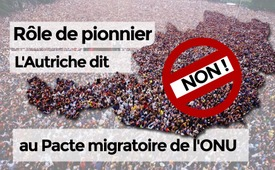 Rôle de pionnier
L'Autriche dit
NON !
au Pacte migratoire de l'ONU